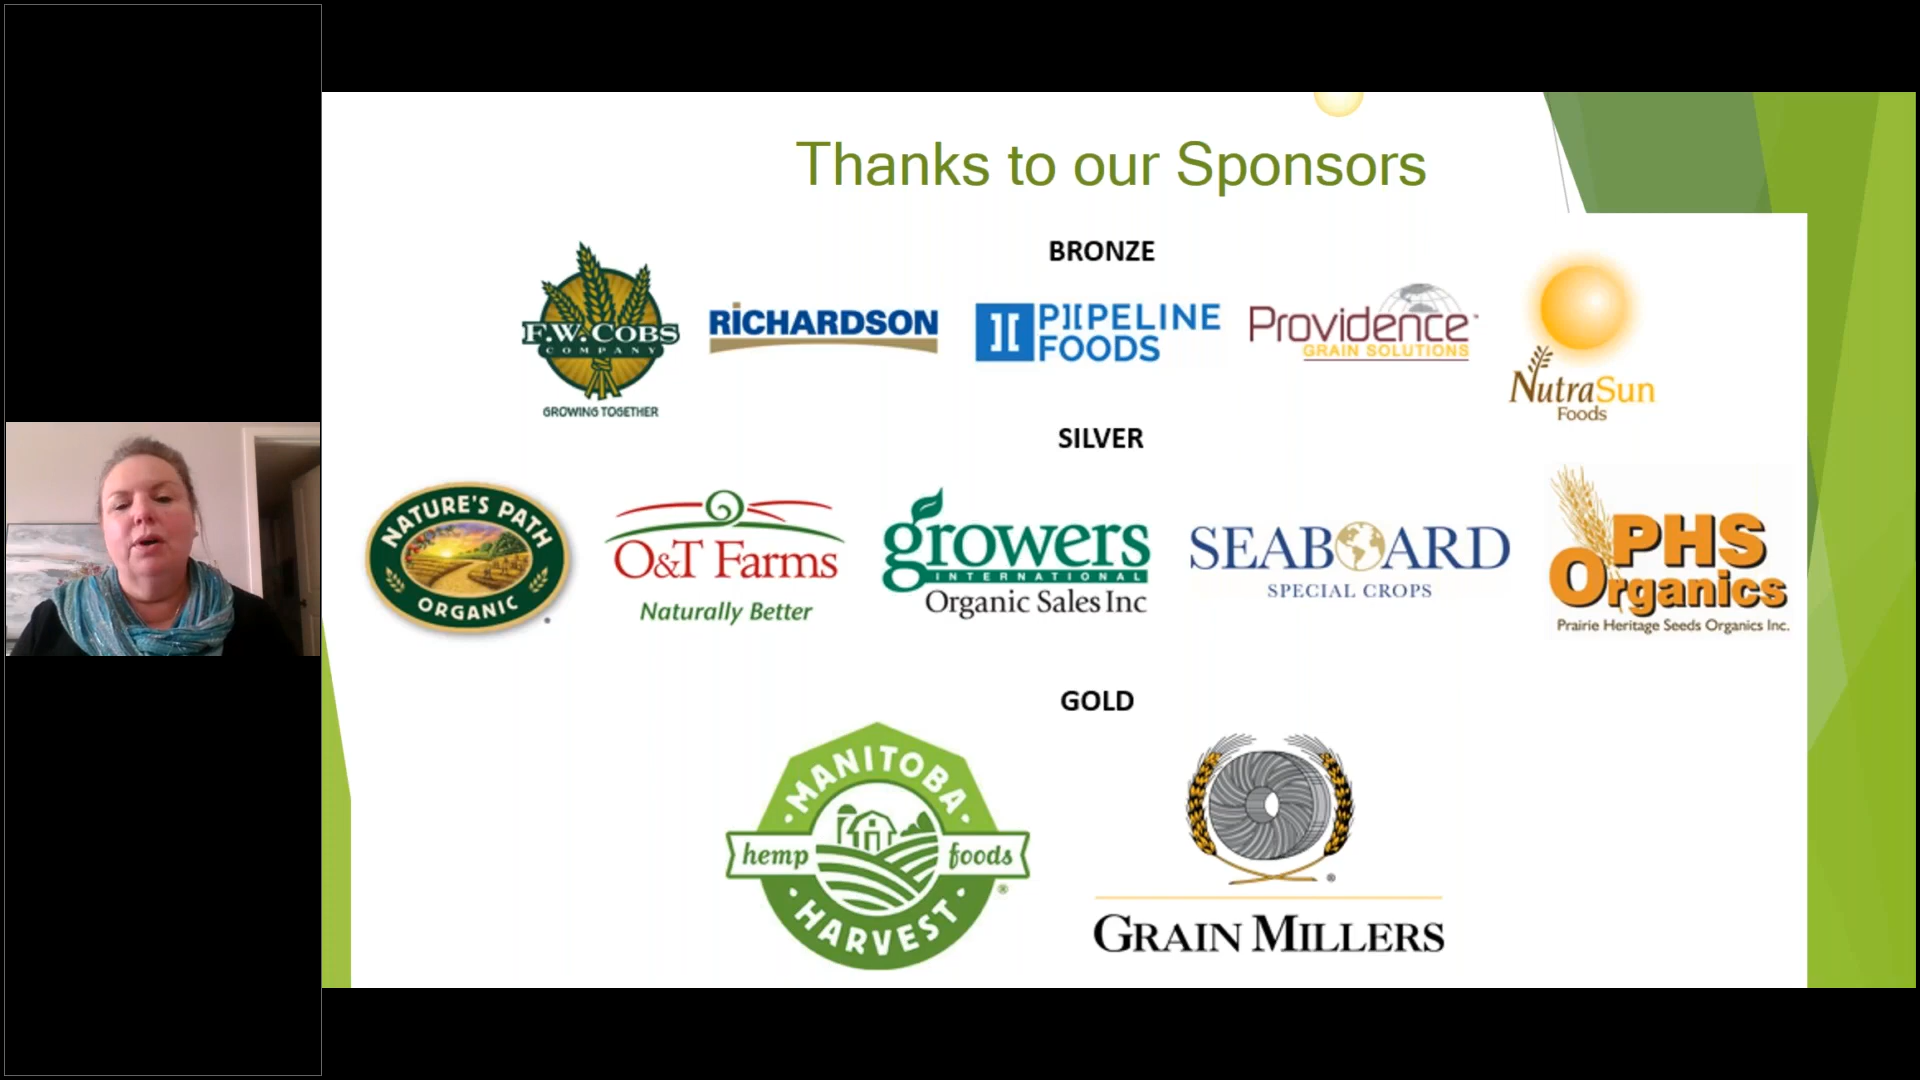 Thanks to our Sponsors
BRONZE
F.W. COBS
COMPANY
GROWING TOGETHER
RICHARDSON
PIPELINE
FOODS
Providence
GRAIN SOLUTIONS
NutraSun
Foods
SILVER
NATURE'S PATH
ORGANIC
O&T Farms
Naturally Better
growers
INTERNATIONAL
Organic Sales Inc
SEABOARD
SPECIAL CROPS
PHS
Organics
Prairie Heritage Seeds Organics Inc.
GOLD
MANITOBA
hemp foods
HARVEST
®
®
GRAIN MILLERS